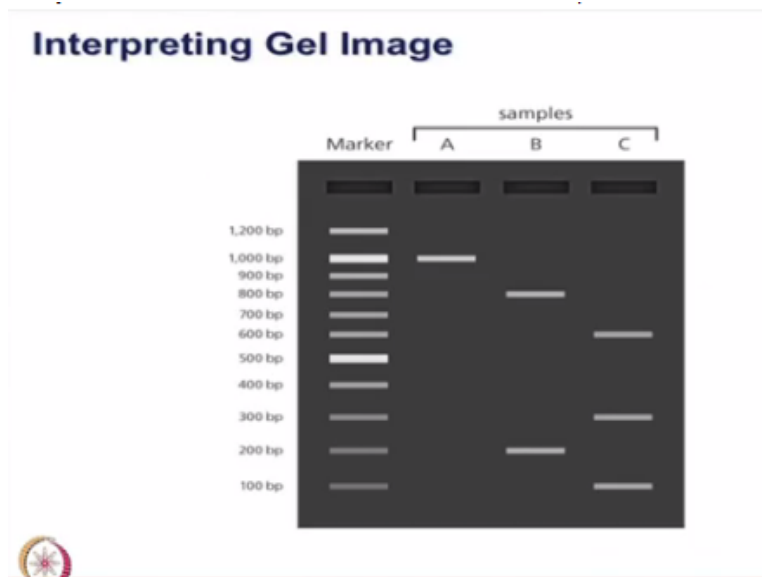 Interpreting Gel Image
samples
Marker A B C
1,200 bp
1,000 bp
900 bp
800 bp
700 bp
600 bp
500 bp
400 bp
300 bp
200 bp
100 bp